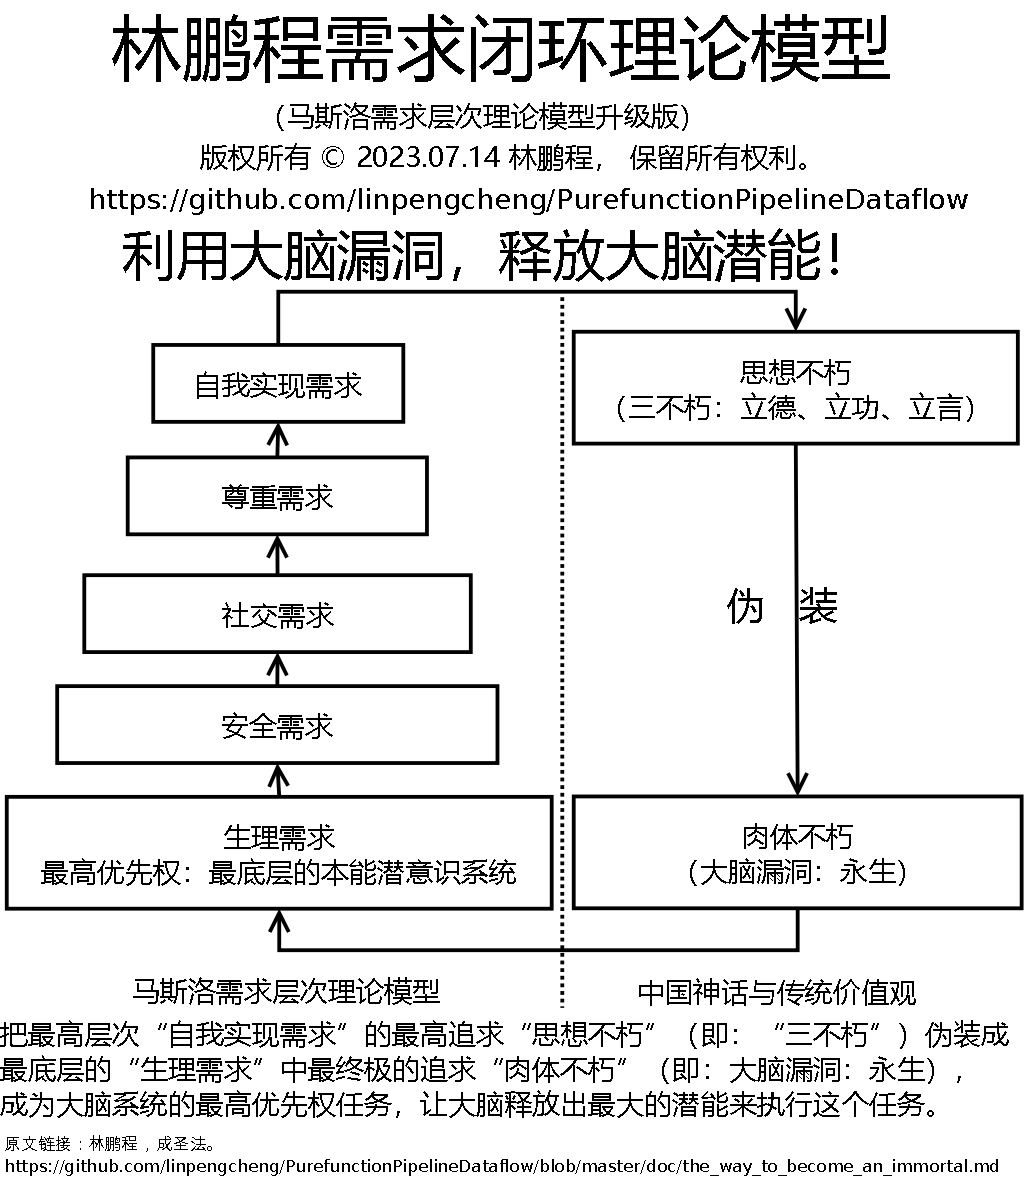 林鹏程需求闭环理论模型
（马斯洛需求层次理论模型升级版）
版权所有 © 2023.07.14 林鹏程， 保留所有权利。
https://github.com/linpengcheng/PurefunctionPipelineDataflow
利用大脑漏洞，释放大脑潜能！
自我实现需求
尊重需求
社交需求
安全需求
生理需求
最高优先权：最底层的本能潜意识系统
思想不朽
（三不朽：立德、立功、立言）
伪 装
肉体不朽
（大脑漏洞：永生）
马斯洛需求层次理论模型
中国神话与传统价值观
把最高层次“自我实现需求”的最高追求“思想不朽”（即：“三不朽”）伪装成
最底层的“生理需求”中最终极的追求“肉体不朽”（即：大脑漏洞：永生），
成为大脑系统的最高优先权任务，让大脑释放出最大的潜能来执行这个任务。
原文链接：林鹏程，成圣法。
https://github.com/linpengcheng/PurefunctionPipelineDataflow/blob/master/doc/the_way_to_become_an_immortal.md